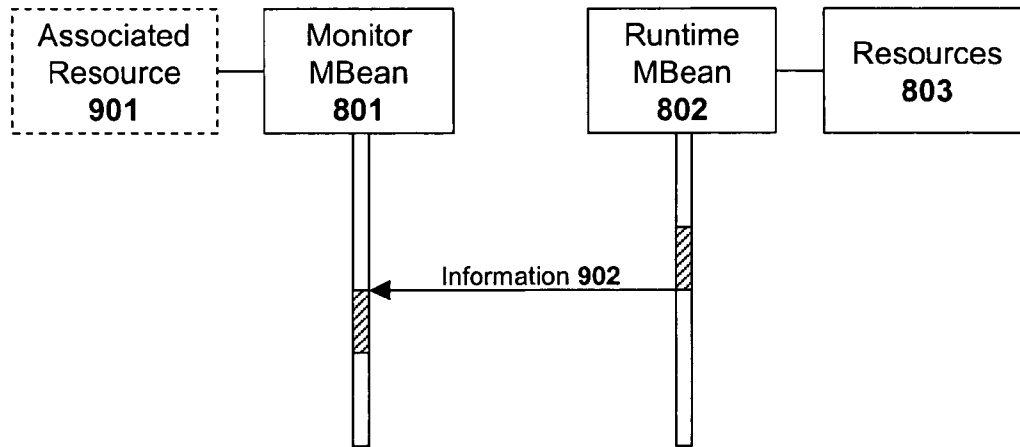 Associated
Resource
901
Monitor
MBean
801
Runtime
MBean
802
Resources
803
Information 902